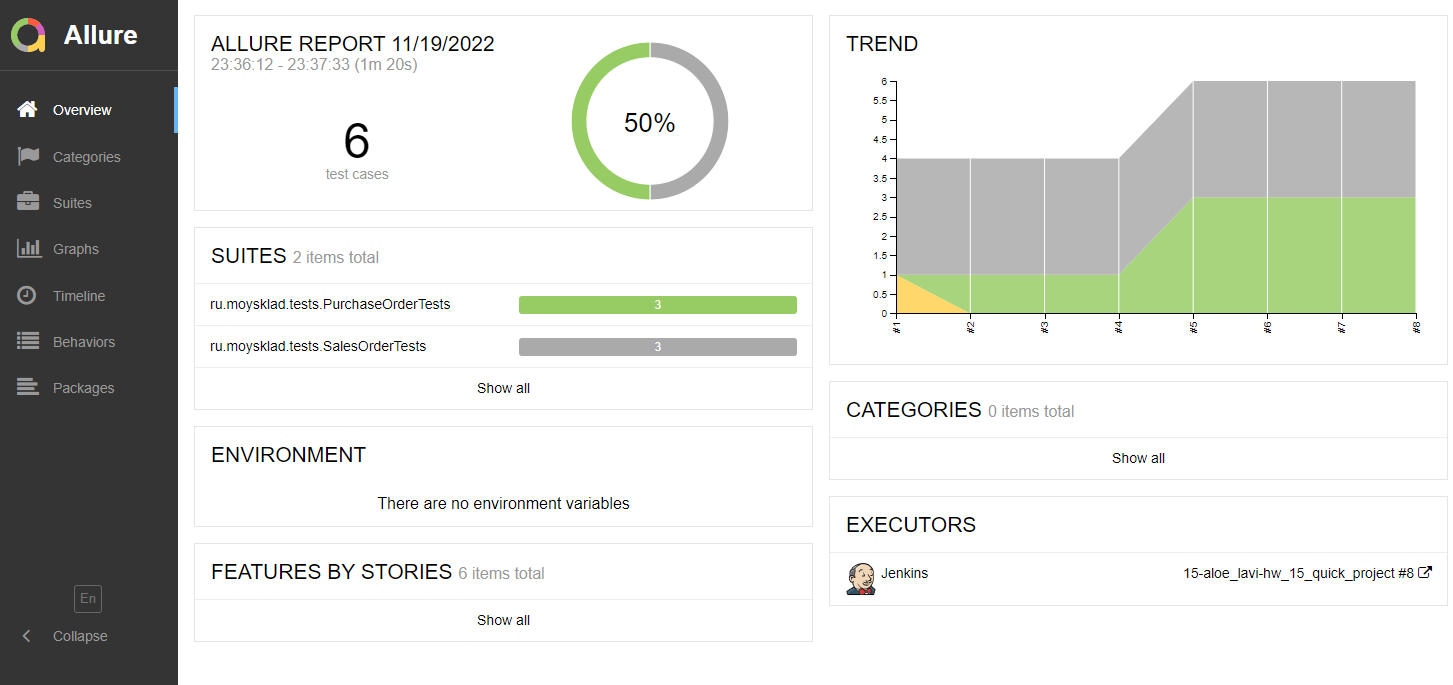 Allure
Overview
Categories
Suites
Graphs
Timeline
Behaviors
Packages
En
Collapse
ALLURE REPORT 11/19/2022
23:36:12 - 23:37:33 (1m 20s)
6
test cases
50%
SUITES 2 items total
ru.moysklad.tests.PurchaseOrderTests 3
ru.moysklad.tests.SalesOrderTests 3
Show all
ENVIRONMENT
There are no environment variables
FEATURES BY STORIES 6 items total
Show all
TREND
6
5.5
5
4.5
4
3.5
3
2.5
2
1.5
1
0.5
0
#1 #2 #3 #4 #5 #6 #7 #8
CATEGORIES 0 items total
Show all
EXECUTORS
Jenkins 15-aloe_lavi-hw_15_quick_project #8